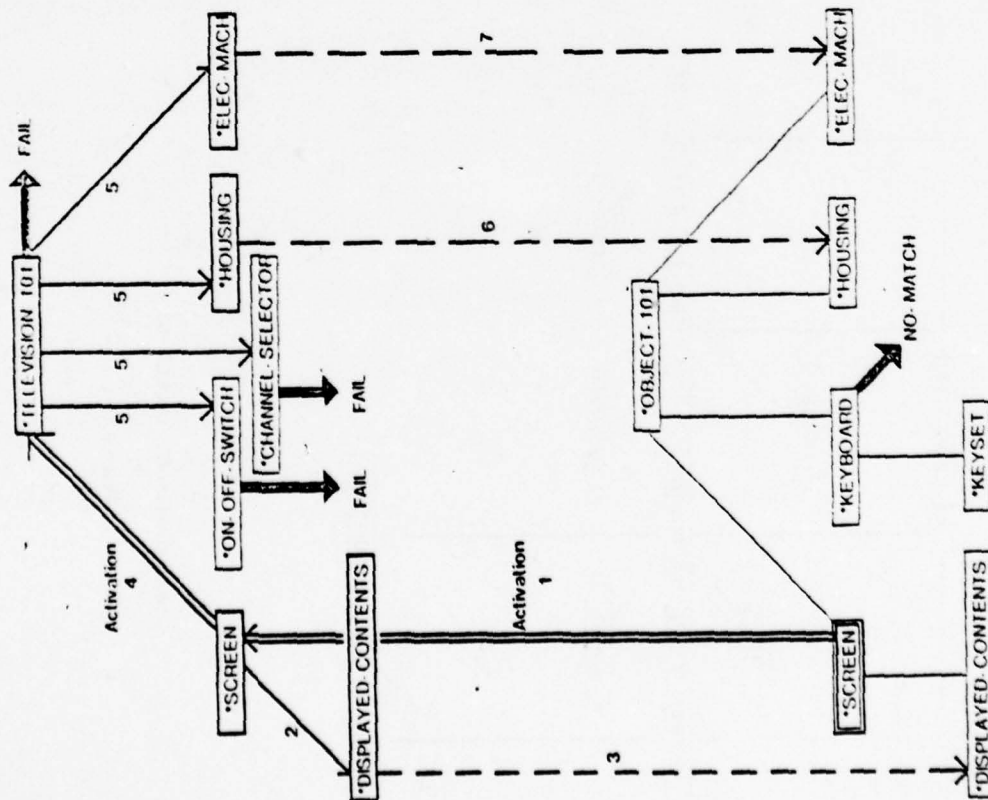 *TELEVISION 101
FAIL
Activation
4
5
5
5
5
*SCREEN
*ON-OFF-SWITCH
*CHANNEL-SELECTOR
*HOUSING
*ELEC-MACH
2
*DISPLAYED-CONTENTS
FAIL
FAIL
Activation
1
3
6
7
*OBJECT-101
*SCREEN
*KEYBOARD
*HOUSING
*ELEC-MACH
NO-MATCH
*DISPLAYED-CONTENTS
*KEYSET